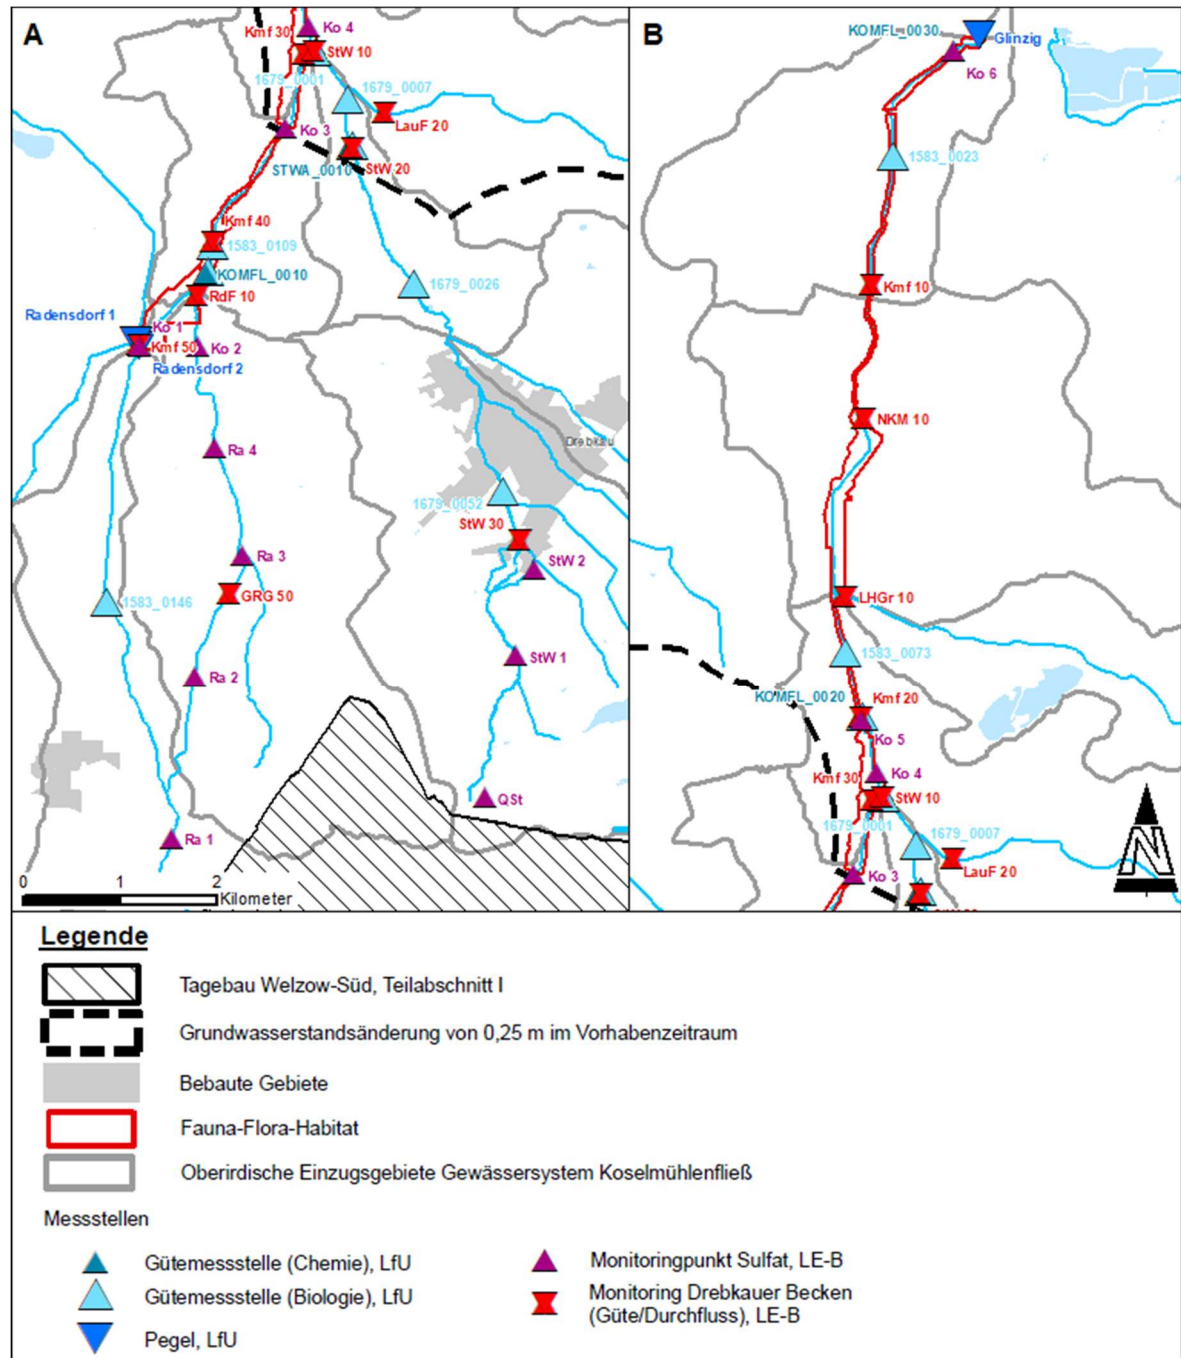 A
Kmf 30
Ko 4
StW 10
1679_0001
1679_0007
LauF 20
Ko 3
StW 20
STWA_0010
Kmf 40
1583_0109
KOMFL_0010
1679_0026
RdF 10
Radensdorf 1
Ko 1
Kmf 50
Ko 2
Radensdorf 2
Drebkau
Ra 4
1679_0052
StW 30
Ra 3
StW 2
GRG 50
1583_0146
StW 1
Ra 2
QSt
Ra 1
0 1 2
Kilometer
B
KOMFL_0030
Glinzig
Ko 6
1583_0023
Kmf 10
NKM 10
LHGr 10
1583_0073
KOMFL_0020
Kmf 20
Ko 5
Ko 4
Kmf 30
StW 10
1679_0001
1679_0007
LauF 20
Ko 3
N
Legende
Tagebau Welzow-Süd, Teilabschnitt I
Grundwasserstandsänderung von 0,25 m im Vorhabenzeitraum
Bebaute Gebiete
Fauna-Flora-Habitat
Oberirdische Einzugsgebiete Gewässersystem Koselmühlenfließ
Messstellen
Gütemessstelle (Chemie), LfU
Gütemessstelle (Biologie), LfU
Pegel, LfU
Monitoringpunkt Sulfat, LE-B
Monitoring Drebkauer Becken
(Güte/Durchfluss), LE-B